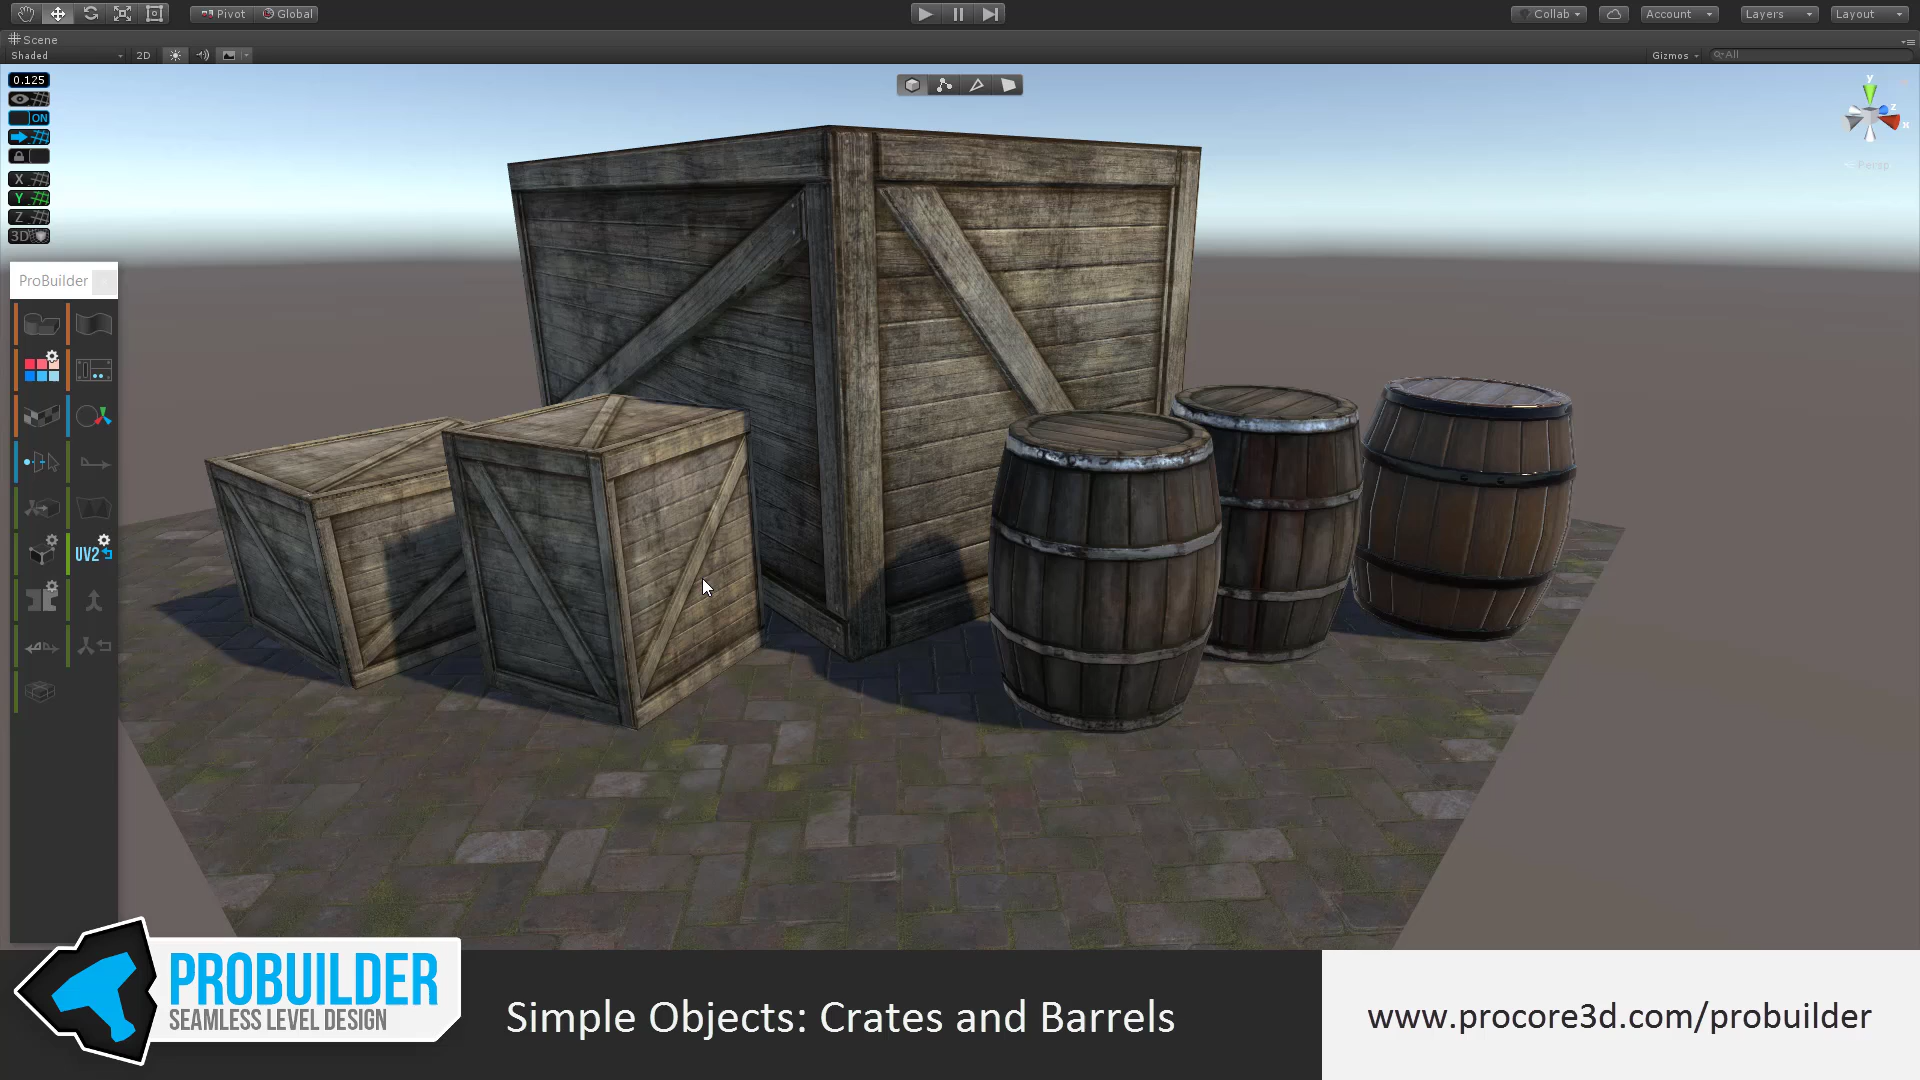 Pivot Global Collab Account Layers Layout
Scene
Shaded 2D Gizmos All
0.125
ON
X
Y
Z
3D
y
z
x
Persp
ProBuilder
UV2
PROBUILDER
SEAMLESS LEVEL DESIGN
Simple Objects: Crates and Barrels
www.procore3d.com/probuilder